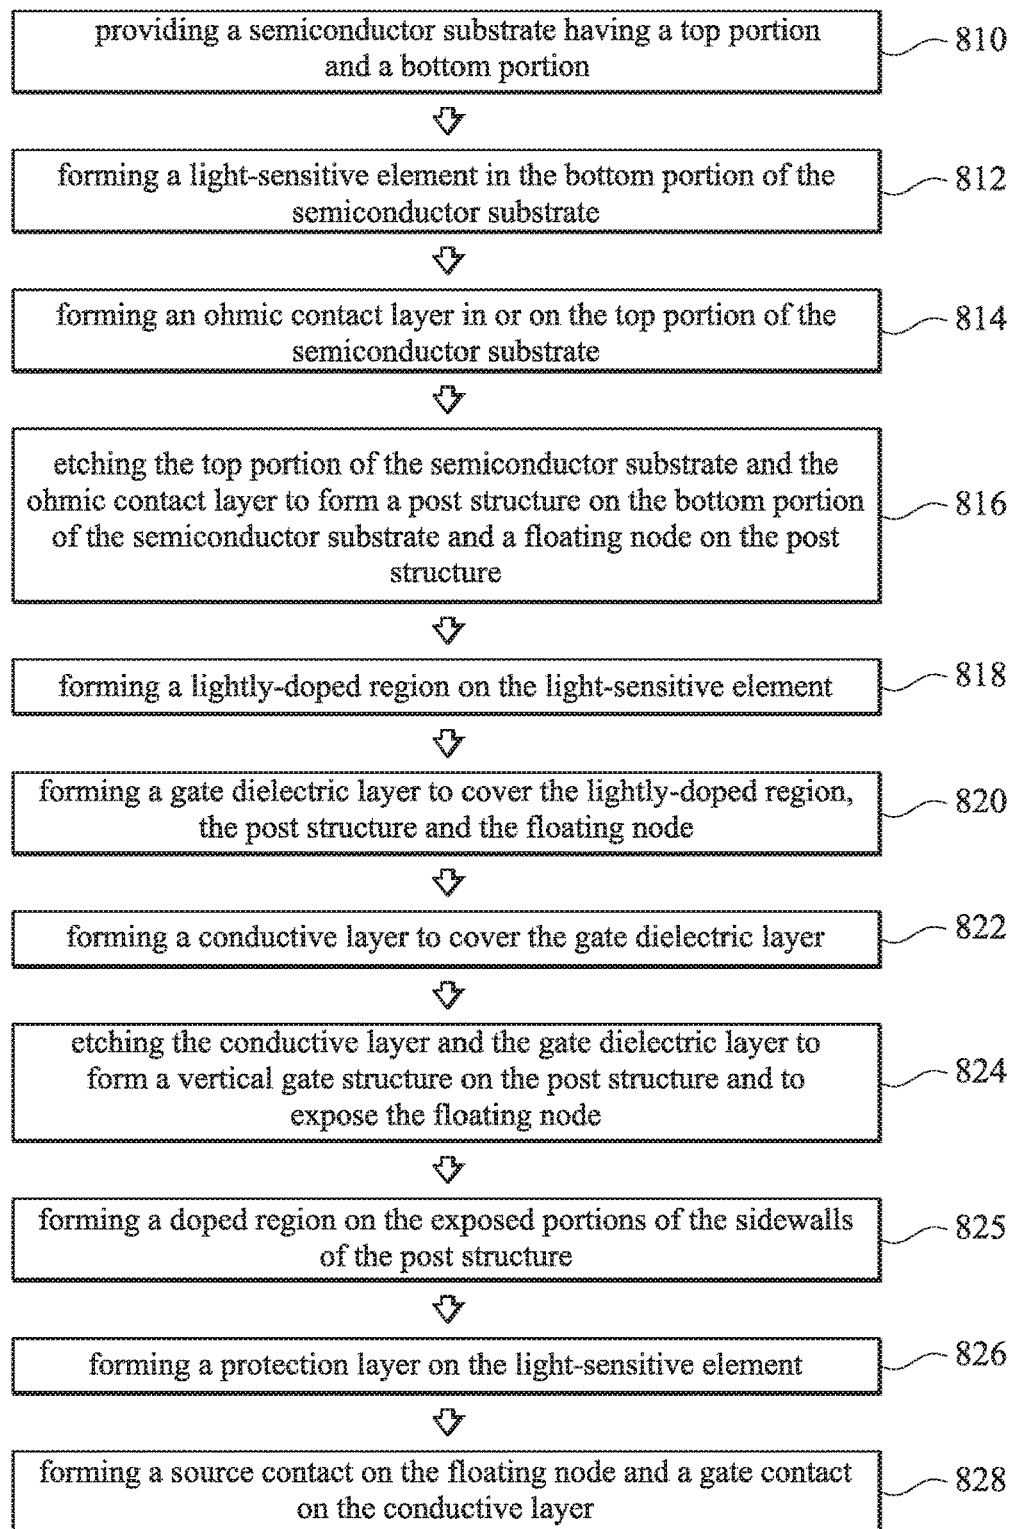 providing a semiconductor substrate having a top portion
and a bottom portion
810
forming a light-sensitive element in the bottom portion of the
semiconductor substrate
812
forming an ohmic contact layer in or on the top portion of the
semiconductor substrate
814
etching the top portion of the semiconductor substrate and the
ohmic contact layer to form a post structure on the bottom portion
of the semiconductor substrate and a floating node on the post
structure
816
forming a lightly-doped region on the light-sensitive element
818
forming a gate dielectric layer to cover the lightly-doped region,
the post structure and the floating node
820
forming a conductive layer to cover the gate dielectric layer
822
etching the conductive layer and the gate dielectric layer to
form a vertical gate structure on the post structure and to
expose the floating node
824
forming a doped region on the exposed portions of the sidewalls
of the post structure
825
forming a protection layer on the light-sensitive element
826
forming a source contact on the floating node and a gate contact
on the conductive layer
828